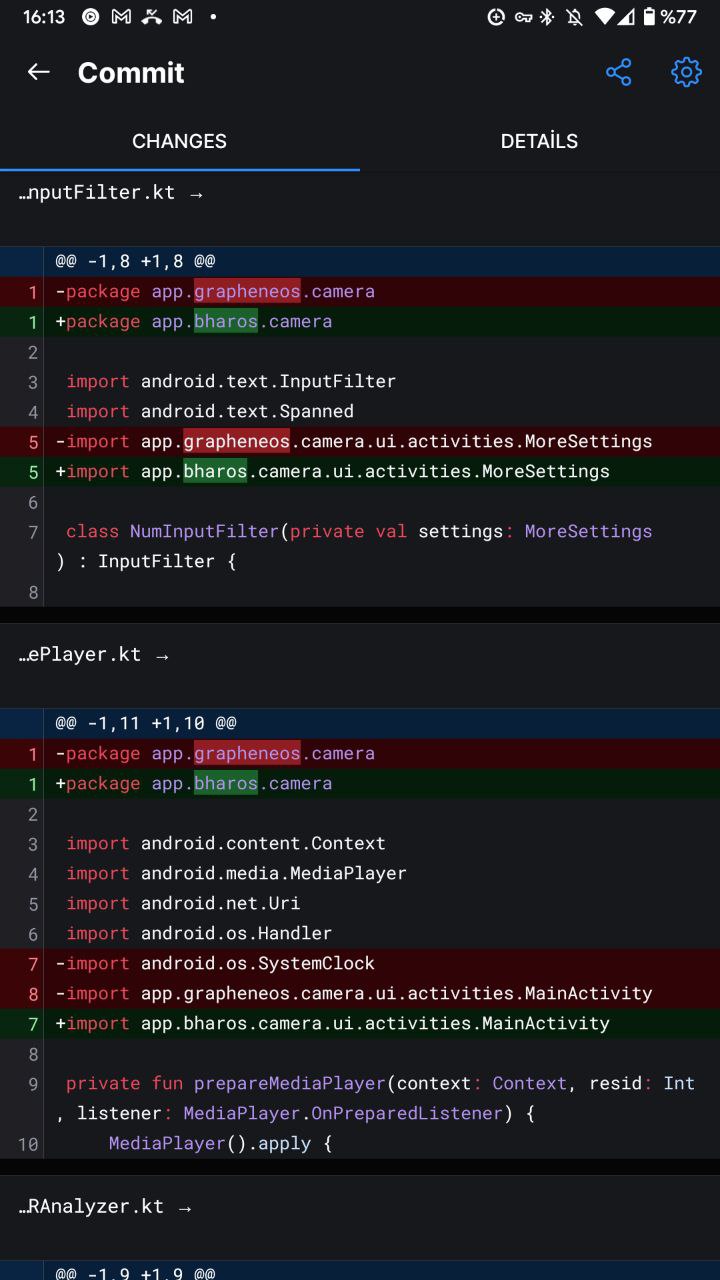 16:13 %77
Commit
CHANGES DETAİLS
…nputFilter.kt →
@@ -1,8 +1,8 @@
1 -package app.grapheneos.camera
1 +package app.bharos.camera
2
3 import android.text.InputFilter
4 import android.text.Spanned
5 -import app.grapheneos.camera.ui.activities.MoreSettings
5 +import app.bharos.camera.ui.activities.MoreSettings
6
7 class NumInputFilter(private val settings: MoreSettings
) : InputFilter {
8
…ePlayer.kt →
@@ -1,11 +1,10 @@
1 -package app.grapheneos.camera
1 +package app.bharos.camera
2
3 import android.content.Context
4 import android.media.MediaPlayer
5 import android.net.Uri
6 import android.os.Handler
7 -import android.os.SystemClock
8 -import app.grapheneos.camera.ui.activities.MainActivity
7 +import app.bharos.camera.ui.activities.MainActivity
8
9 private fun prepareMediaPlayer(context: Context, resid: Int
, listener: MediaPlayer.OnPreparedListener) {
10 MediaPlayer().apply {
…RAnalyzer.kt →
@@ -1,9 +1,9 @@